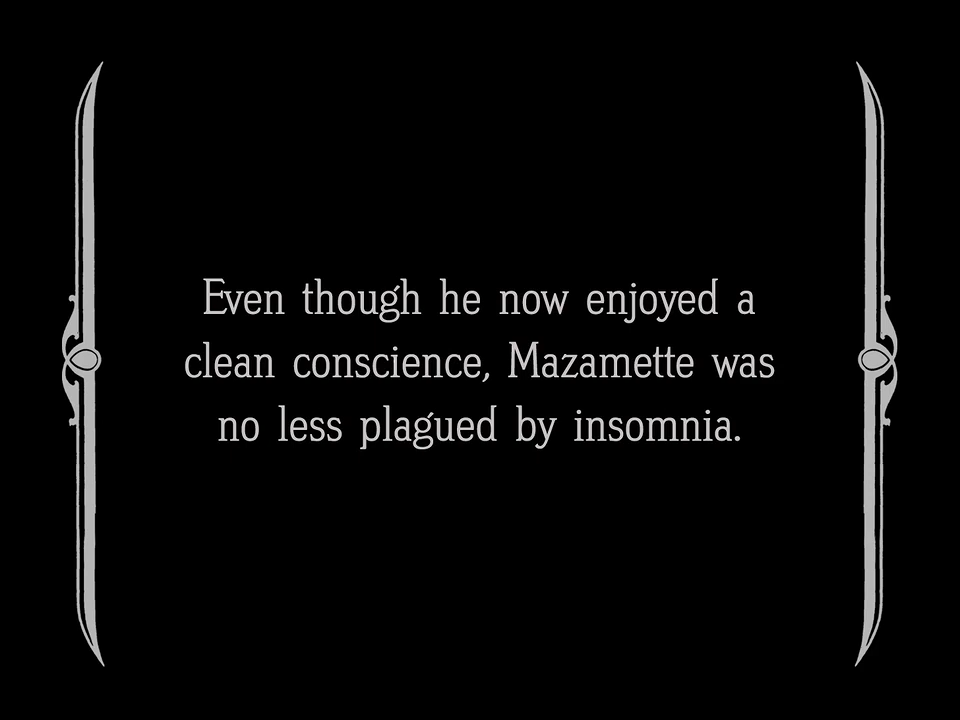 Even though he now enjoyed a
clean conscience, Mazamette was
no less plagued by insomnia.